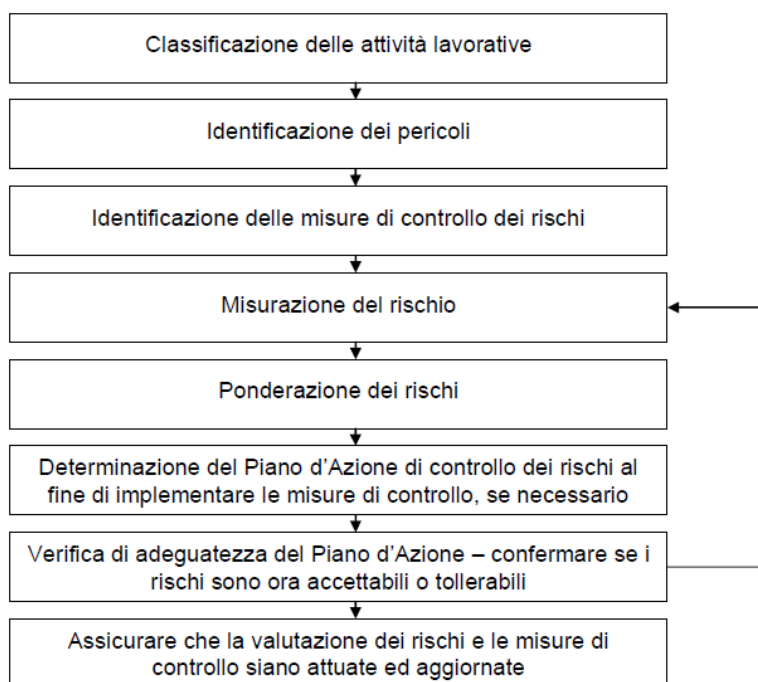 Classificazione delle attività lavorative
Identificazione dei pericoli
Identificazione delle misure di controllo dei rischi
Misurazione del rischio
Ponderazione dei rischi
Determinazione del Piano d'Azione di controllo dei rischi al
fine di implementare le misure di controllo, se necessario
Verifica di adeguatezza del Piano d'Azione – confermare se i
rischi sono ora accettabili o tollerabili
Assicurare che la valutazione dei rischi e le misure di
controllo siano attuate ed aggiornate